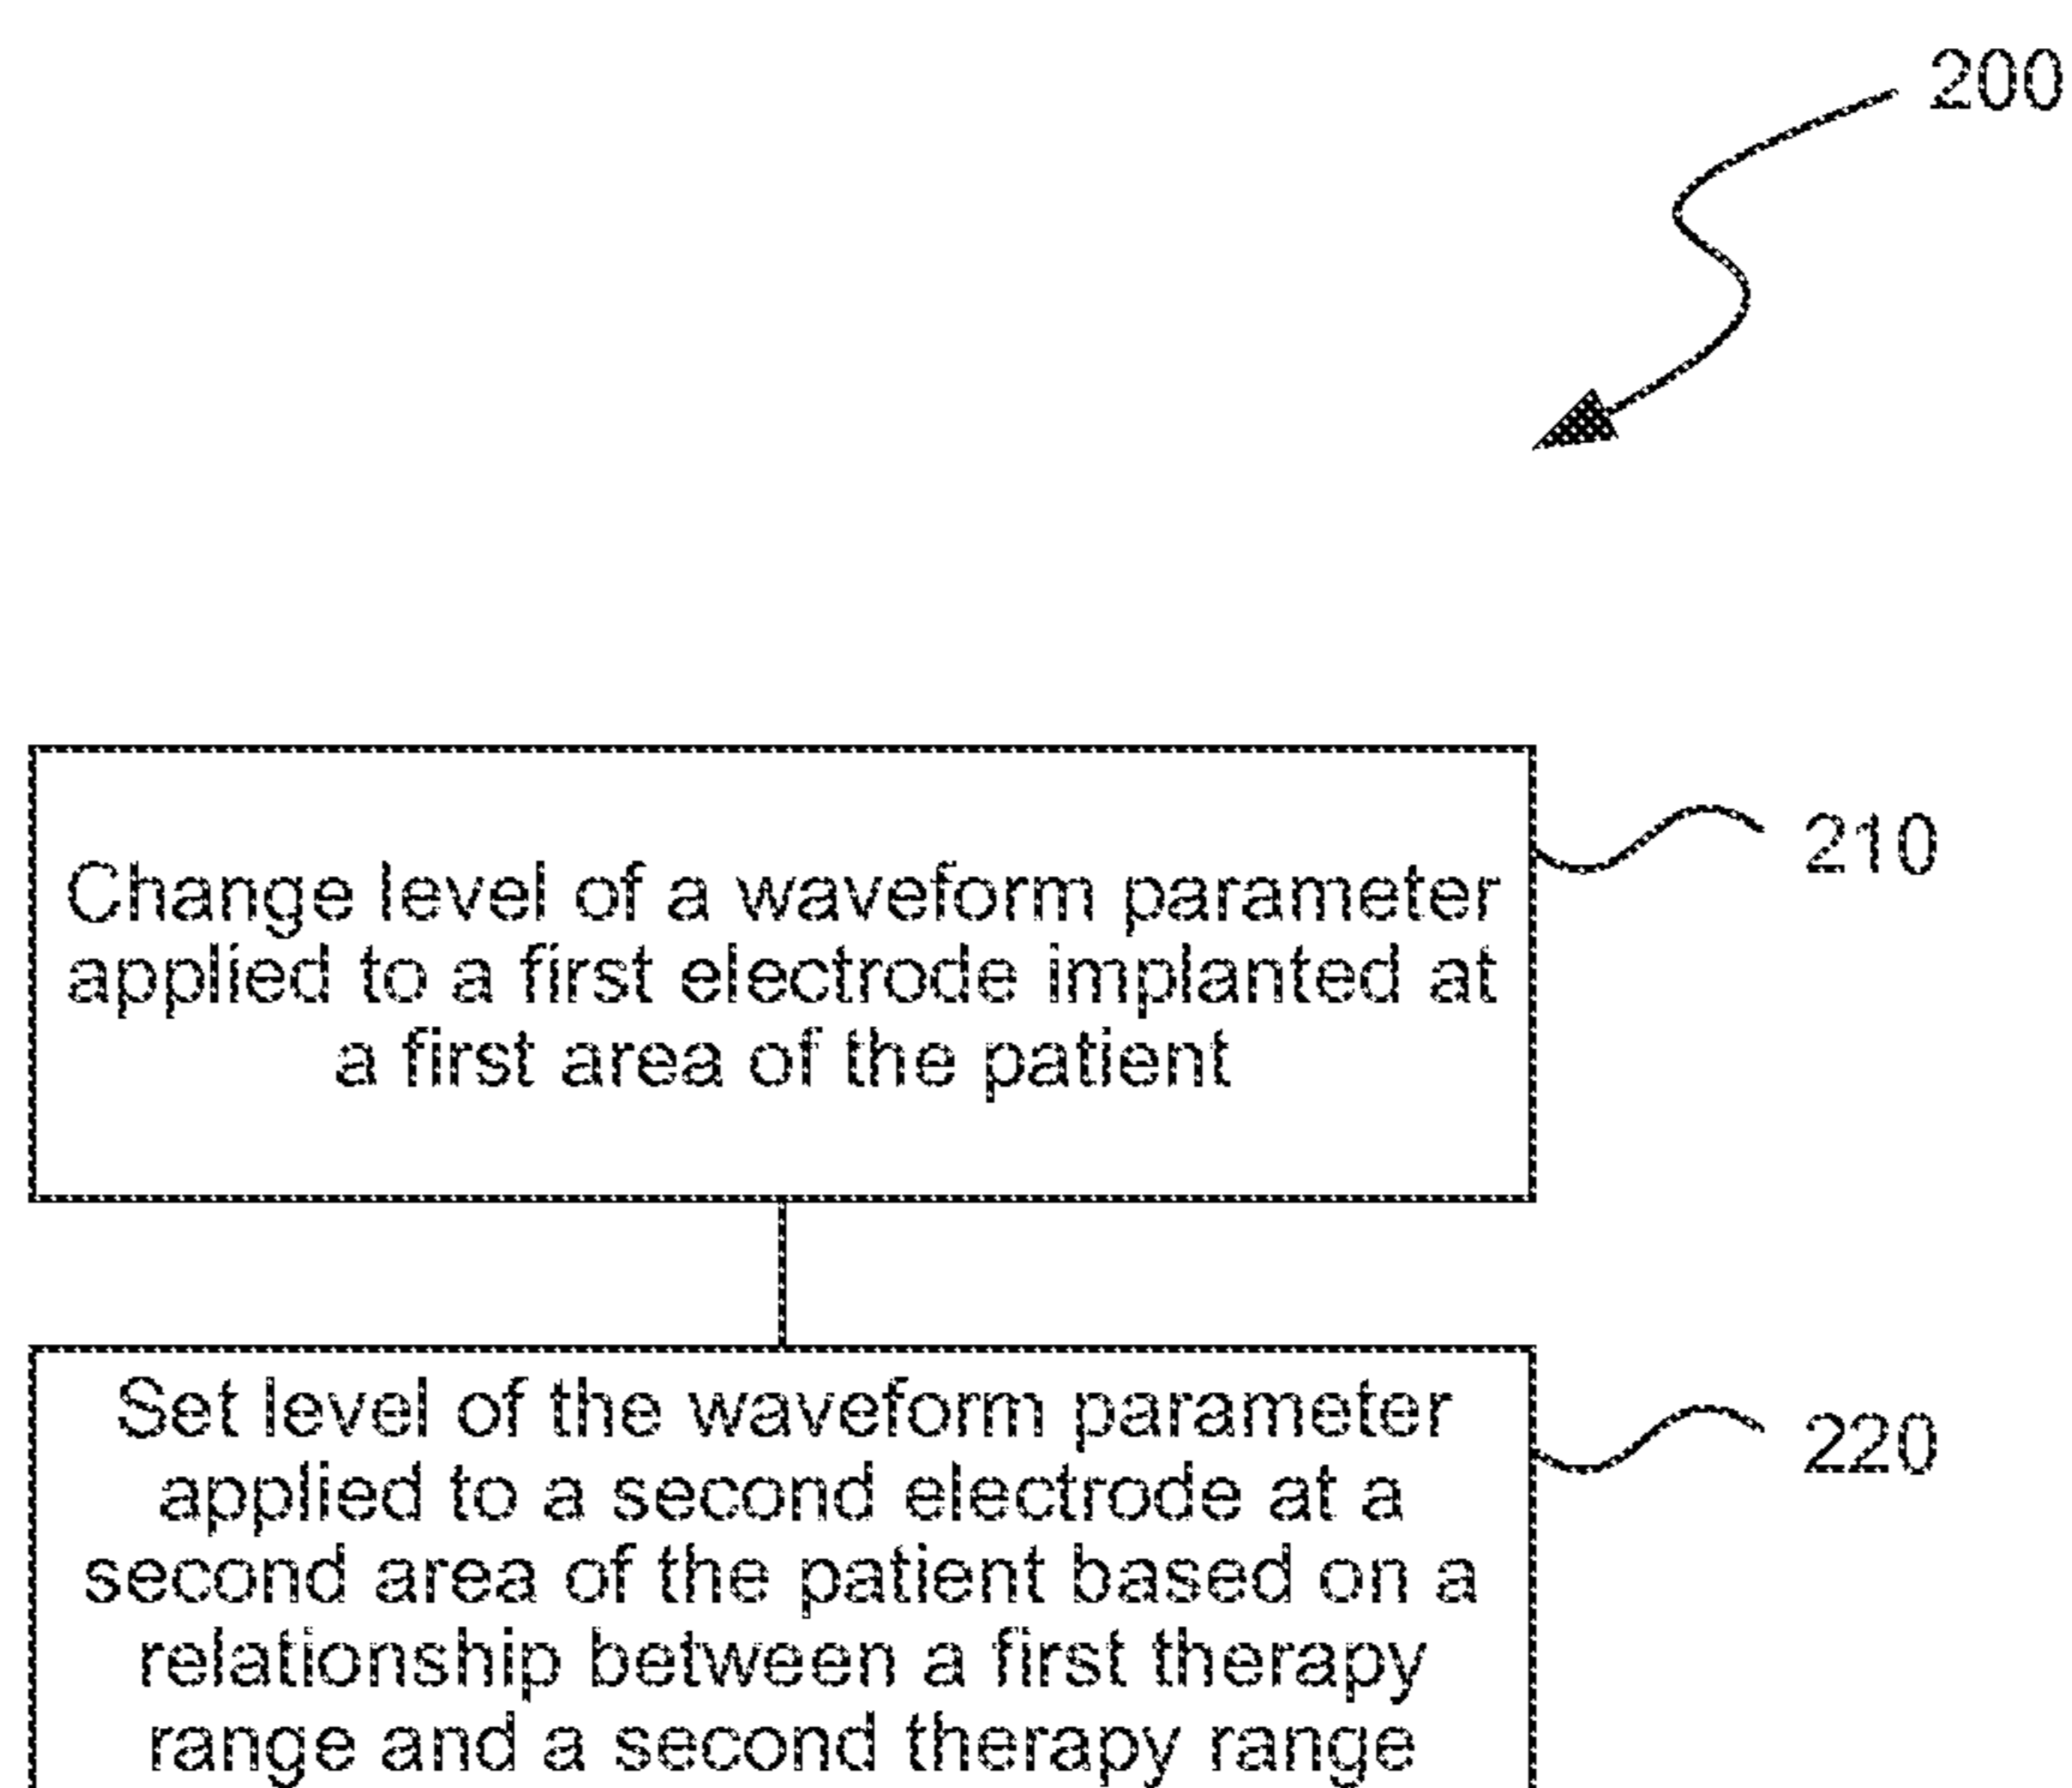 200
Change level of a waveform parameter
applied to a first electrode implanted at
a first area of the patient
210
Set level of the waveform parameter
applied to a second electrode at a
second area of the patient based on a
relationship between a first therapy
range and a second therapy range
220